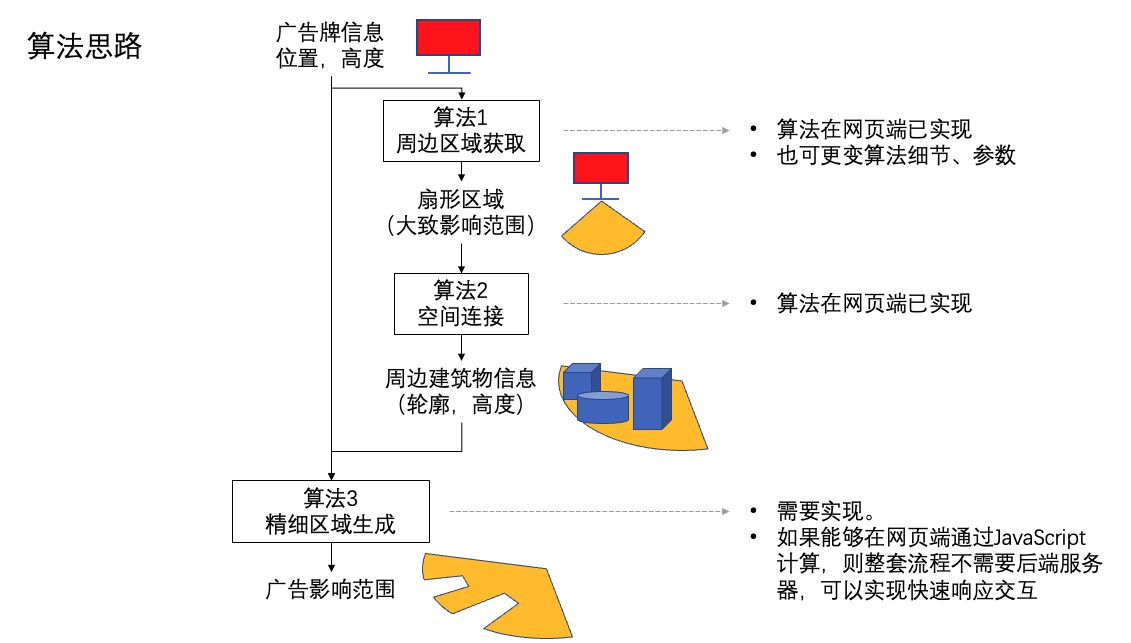 算法思路
广告牌信息
位置，高度
算法1
周边区域获取
• 算法在网页端已实现
• 也可更变算法细节、参数
扇形区域
（大致影响范围）
算法2
空间连接
• 算法在网页端已实现
周边建筑物信息
（轮廓，高度）
算法3
精细区域生成
• 需要实现。
• 如果能够在网页端通过JavaScript
计算，则整套流程不需要后端服务
器，可以实现快速响应交互
广告影响范围